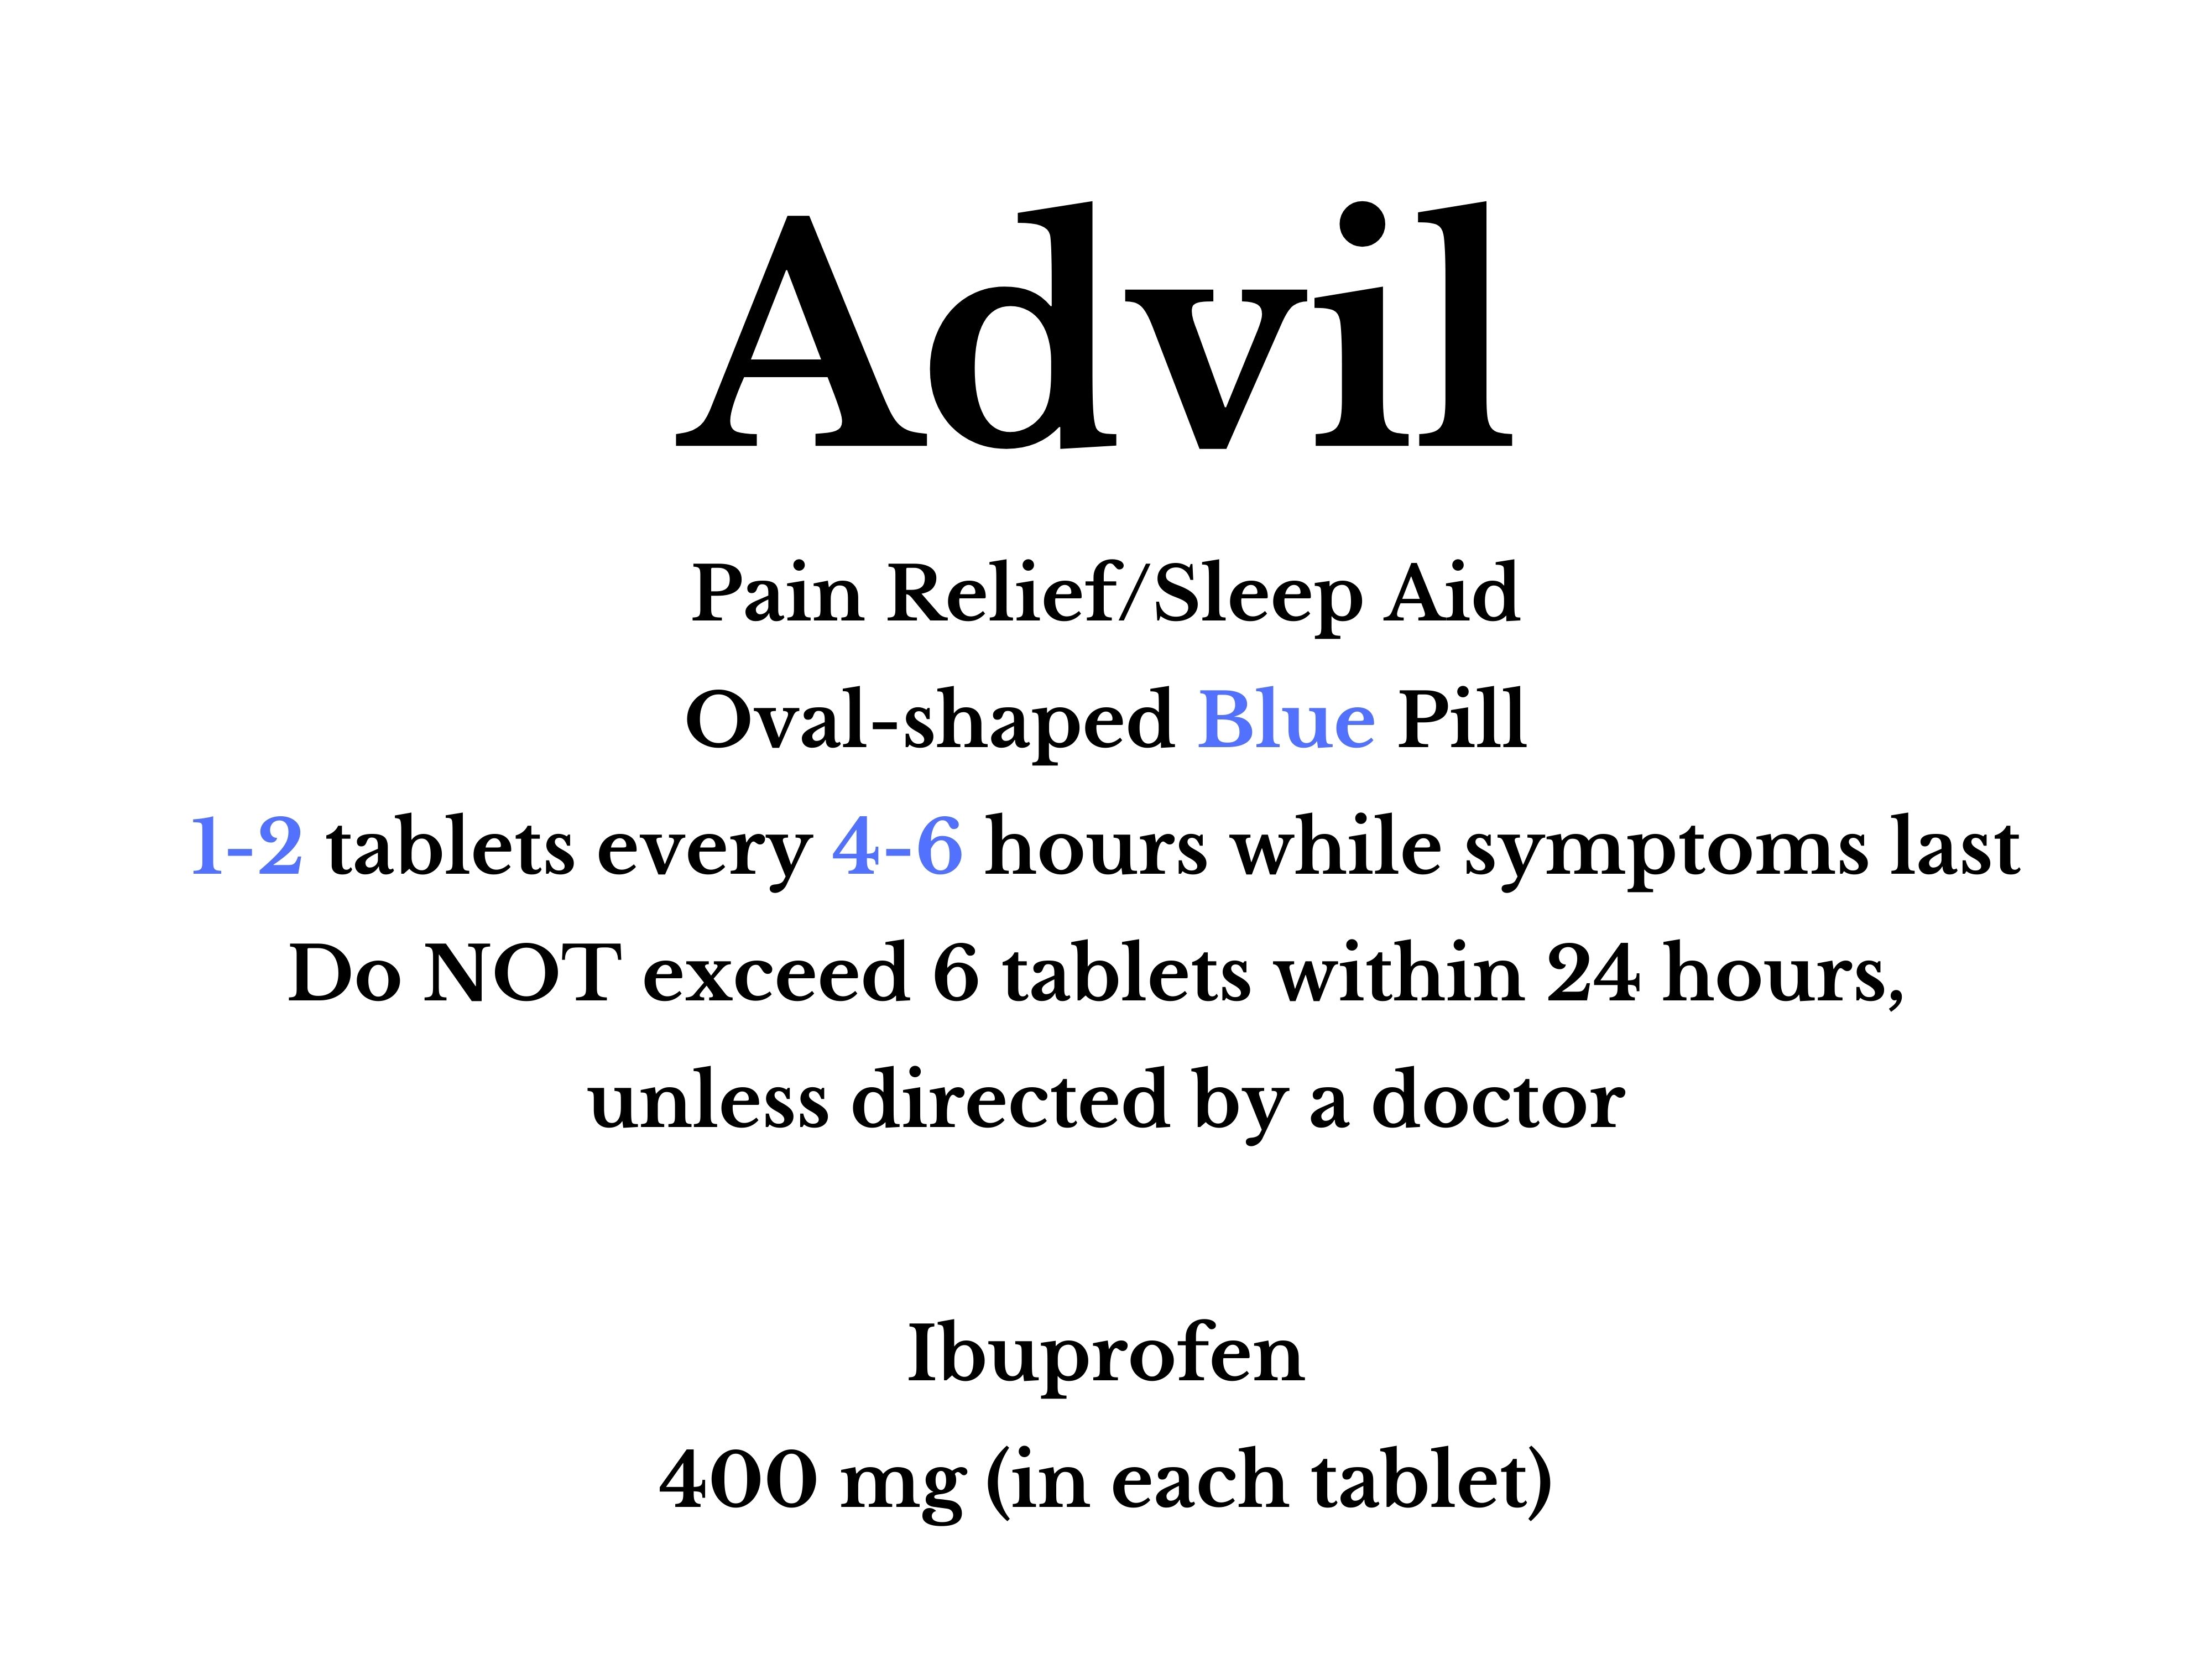 Advil
Pain Relief/Sleep Aid
Oval-shaped Blue Pill
1-2 tablets every 4-6 hours while symptoms last
Do NOT exceed 6 tablets within 24 hours,
unless directed by a doctor
Ibuprofen
400 mg (in each tablet)